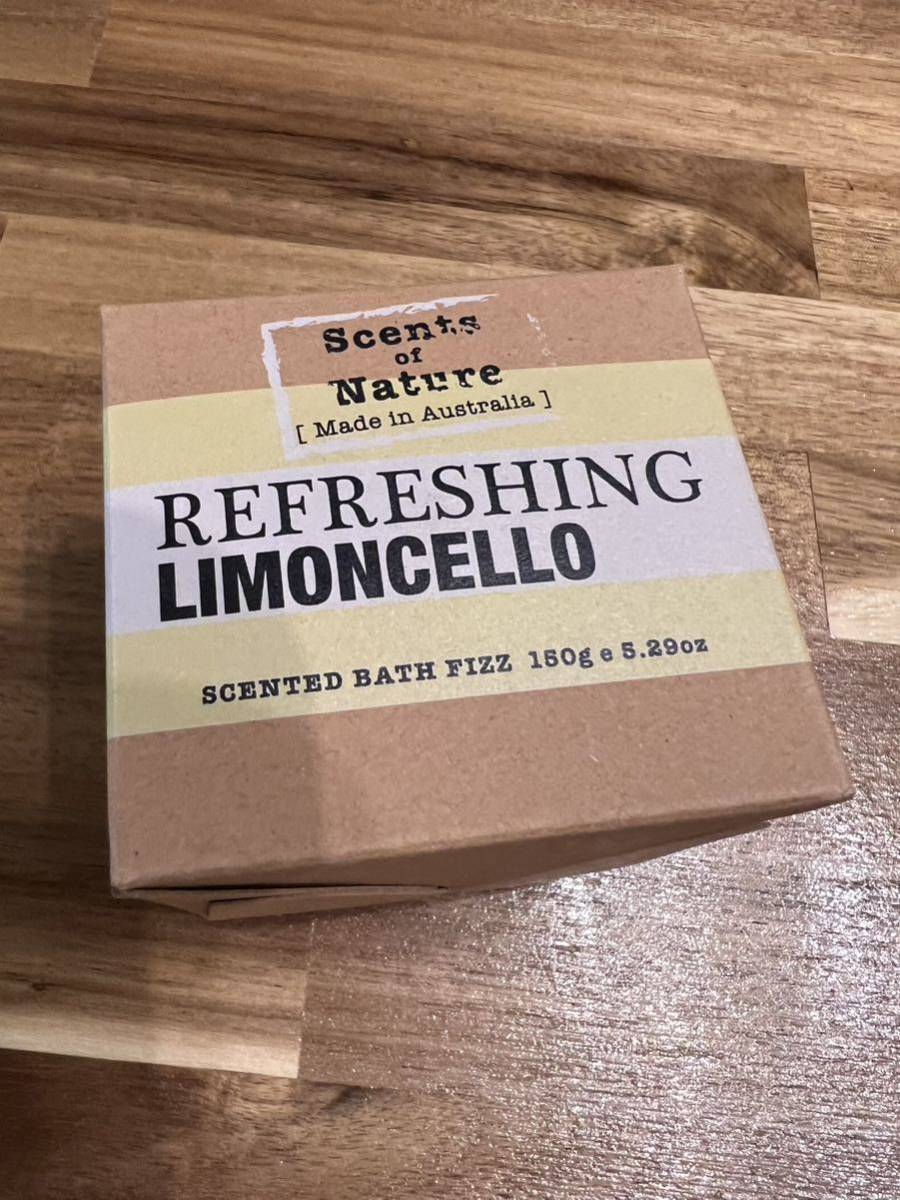 Scents
of
Nature
[ Made in Australia ]
REFRESHING
LIMONCELLO
SCENTED BATH FIZZ 150g e 5.29oz